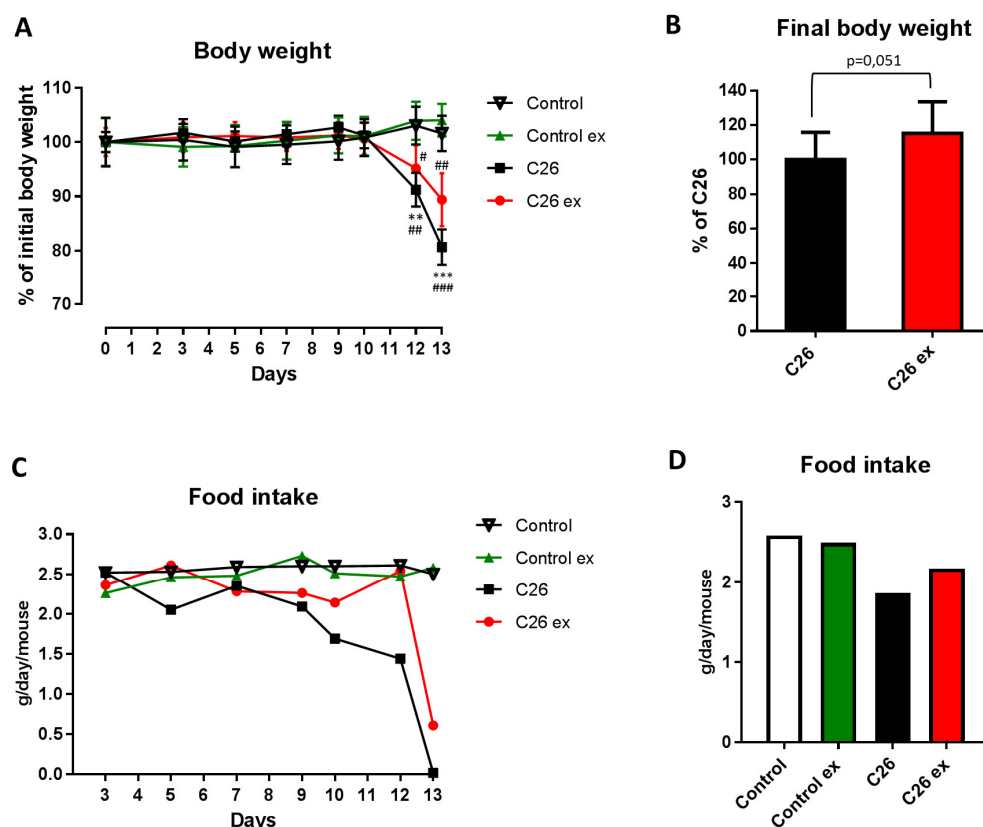 A
Body weight
% of initial body weight
110
100
90
80
70
#
##
**
##
***
###
0 1 2 3 4 5 6 7 8 9 10 11 12 13
Days
Control
Control ex
C26
C26 ex
B
Final body weight
p=0,051
% of C26
140
120
100
80
60
40
20
0
C26
C26 ex
C
Food intake
g/day/mouse
3.0
2.5
2.0
1.5
1.0
0.5
0.0
3 4 5 6 7 8 9 10 11 12 13
Days
Control
Control ex
C26
C26 ex
D
Food intake
g/day/mouse
3
2
1
0
Control
Control ex
C26
C26 ex